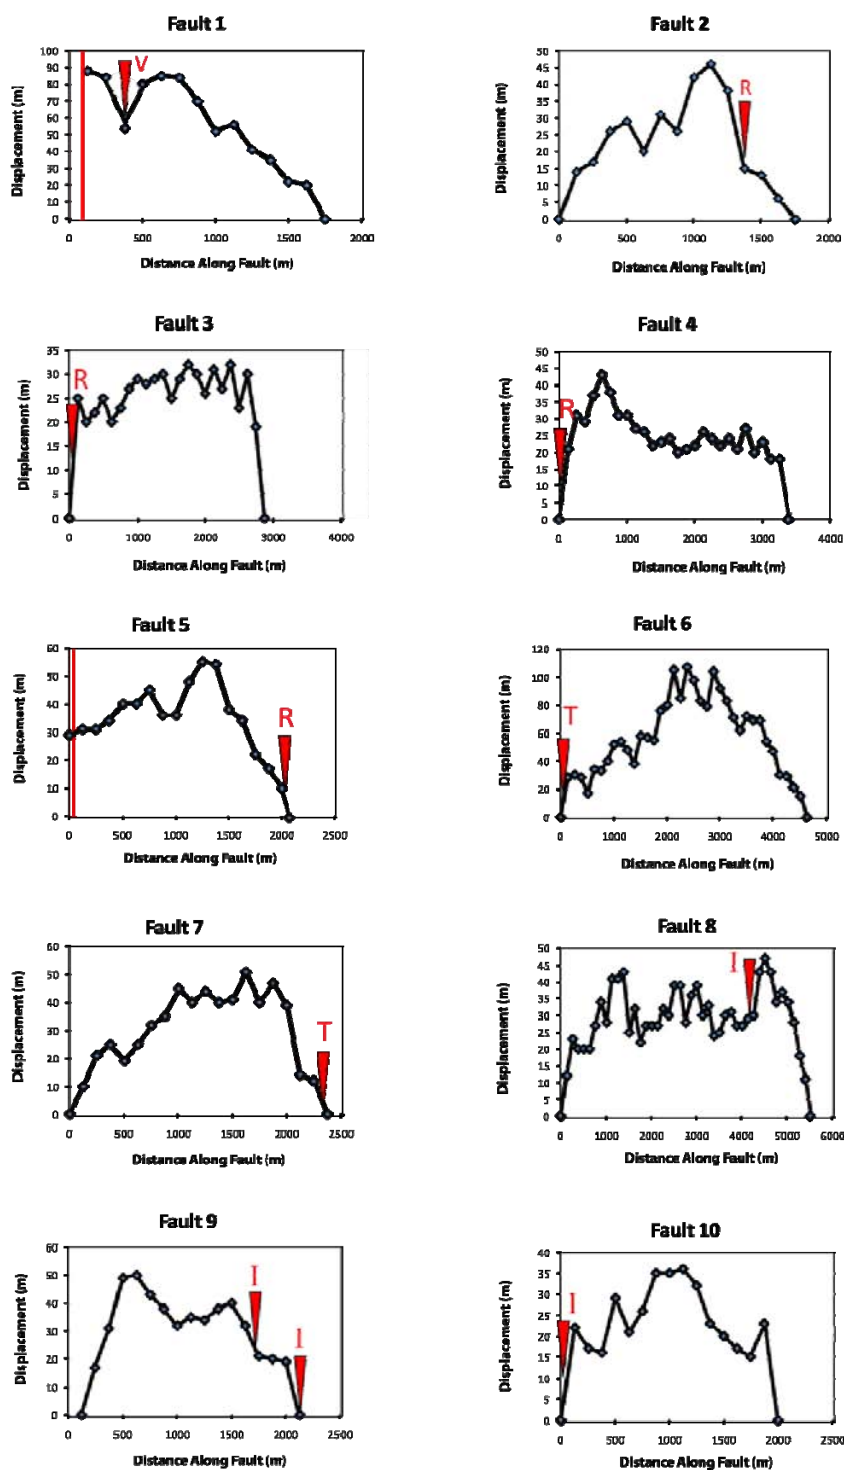 Fault 1
Displacement (m)
100
90
80
70
60
50
40
30
20
10
0
V
0 500 1000 1500 2000
Distance Along Fault (m)
Fault 2
Displacement (m)
50
45
40
35
30
25
20
15
10
5
0
R
0 500 1000 1500 2000
Distance Along Fault (m)
Fault 3
Displacement (m)
35
30
25
20
15
10
5
0
R
0 1000 2000 3000 4000
Distance Along Fault (m)
Fault 4
Displacement (m)
50
45
40
35
30
25
20
15
10
5
0
R
0 1000 2000 3000 4000
Distance Along Fault (m)
Fault 5
Displacement (m)
60
50
40
30
20
10
0
R
0 500 1000 1500 2000 2500
Distance Along Fault (m)
Fault 6
Displacement (m)
120
100
80
60
40
20
0
T
0 1000 2000 3000 4000 5000
Distance Along Fault (m)
Fault 7
Displacement (m)
60
50
40
30
20
10
0
T
0 500 1000 1500 2000 2500
Distance Along Fault (m)
Fault 8
Displacement (m)
50
45
40
35
30
25
20
15
10
5
0
I
0 1000 2000 3000 4000 5000 6000
Distance Along Fault (m)
Fault 9
Displacement (m)
60
50
40
30
20
10
0
I
I
0 500 1000 1500 2000 2500
Distance Along Fault (m)
Fault 10
Displacement (m)
40
35
30
25
20
15
10
5
0
I
0 500 1000 1500 2000 2500
Distance Along Fault (m)